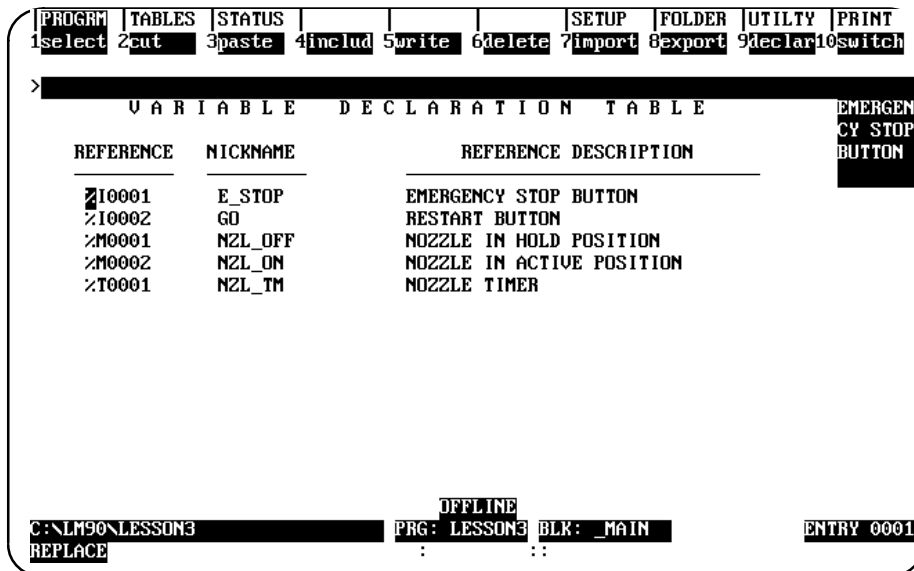 PROGRM |TABLES |STATUS | | | |SETUP |FOLDER |UTILTY |PRINT
1select 2cut 3paste 4includ 5write 6delete 7import 8export 9declar10switch
>
VARIABLE DECLARATION TABLE
EMERGEN
CY STOP
BUTTON
REFERENCE NICKNAME REFERENCE DESCRIPTION
%I0001 E_STOP EMERGENCY STOP BUTTON
%I0002 GO RESTART BUTTON
%M0001 NZL_OFF NOZZLE IN HOLD POSITION
%M0002 NZL_ON NOZZLE IN ACTIVE POSITION
%T0001 NZL_TM NOZZLE TIMER
OFFLINE
C:\LM90\LESSON3 PRG: LESSON3 BLK: _MAIN ENTRY 0001
REPLACE : ::